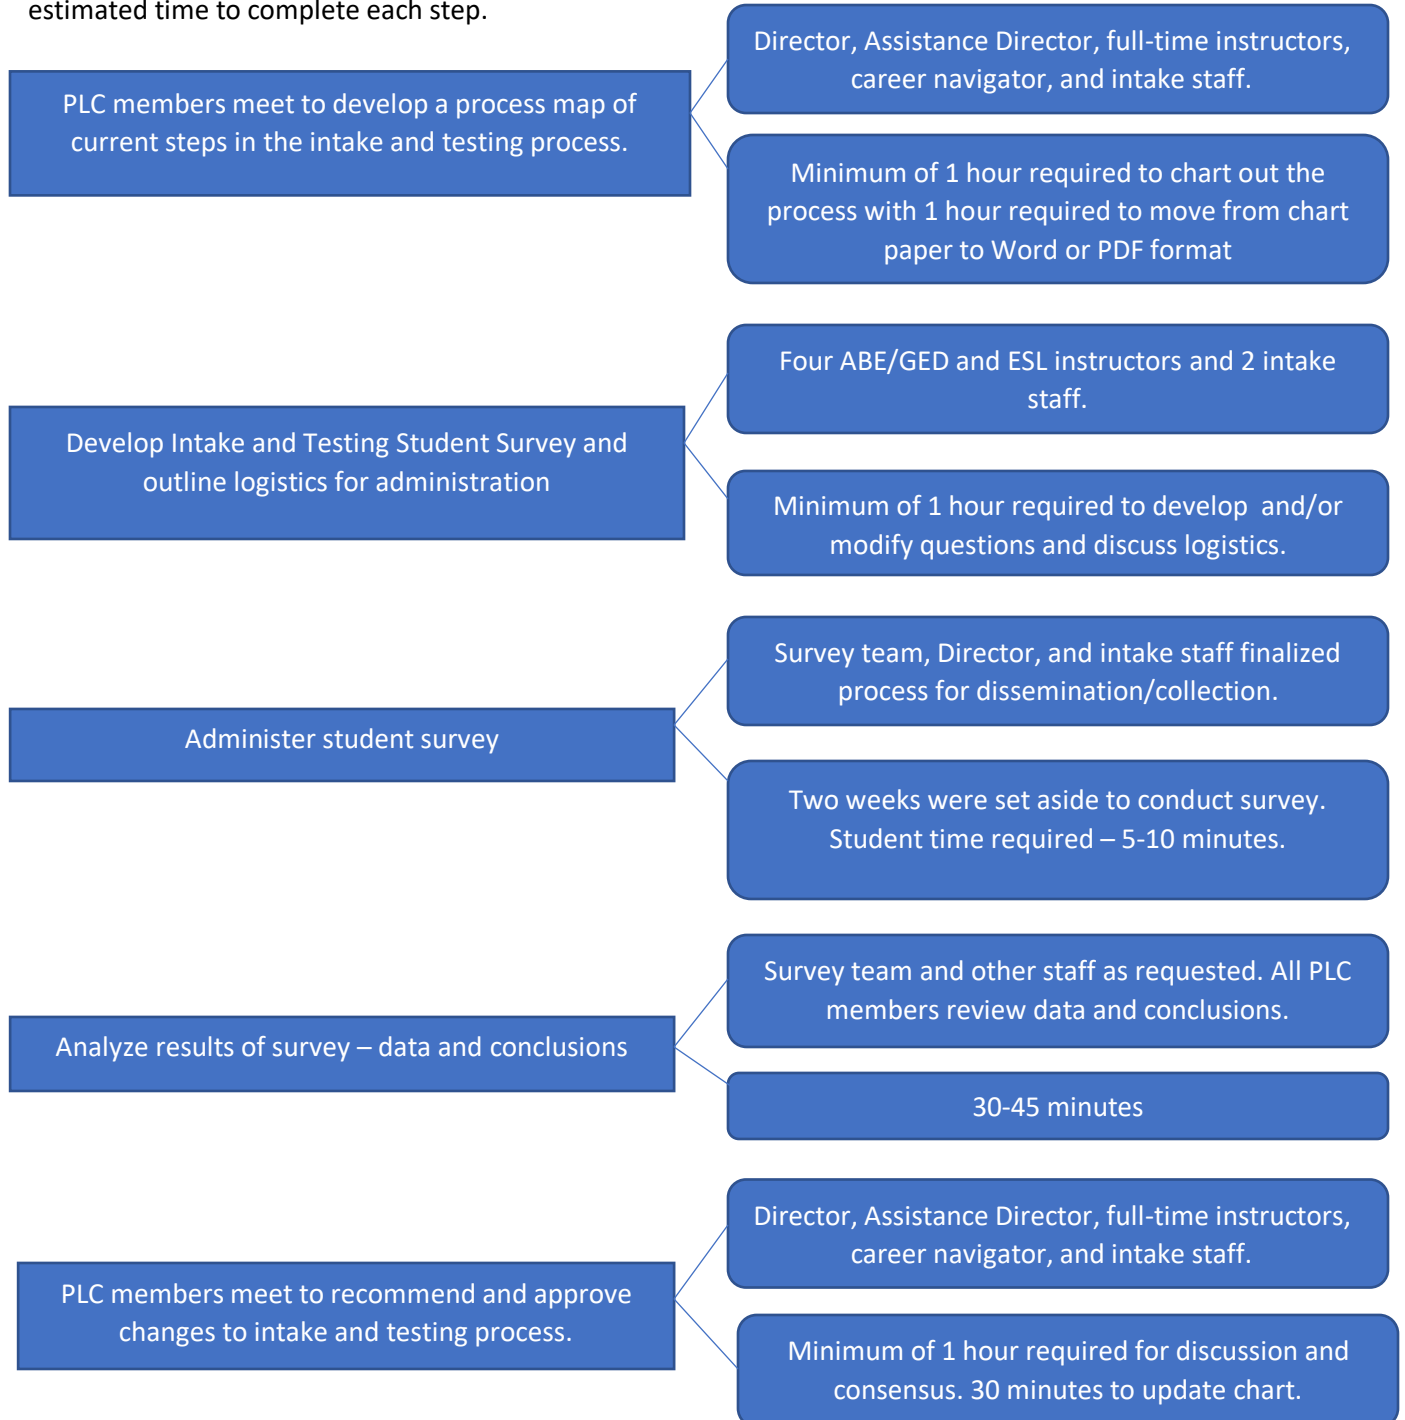 estimated time to complete each step.
PLC members meet to develop a process map of
current steps in the intake and testing process.
Director, Assistance Director, full-time instructors,
career navigator, and intake staff.
Minimum of 1 hour required to chart out the
process with 1 hour required to move from chart
paper to Word or PDF format
Develop Intake and Testing Student Survey and
outline logistics for administration
Four ABE/GED and ESL instructors and 2 intake
staff.
Minimum of 1 hour required to develop  and/or
modify questions and discuss logistics.
Administer student survey
Survey team, Director, and intake staff finalized
process for dissemination/collection.
Two weeks were set aside to conduct survey.
Student time required – 5-10 minutes.
Analyze results of survey – data and conclusions
Survey team and other staff as requested. All PLC
members review data and conclusions.
30-45 minutes
PLC members meet to recommend and approve
changes to intake and testing process.
Director, Assistance Director, full-time instructors,
career navigator, and intake staff.
Minimum of 1 hour required for discussion and
consensus. 30 minutes to update chart.